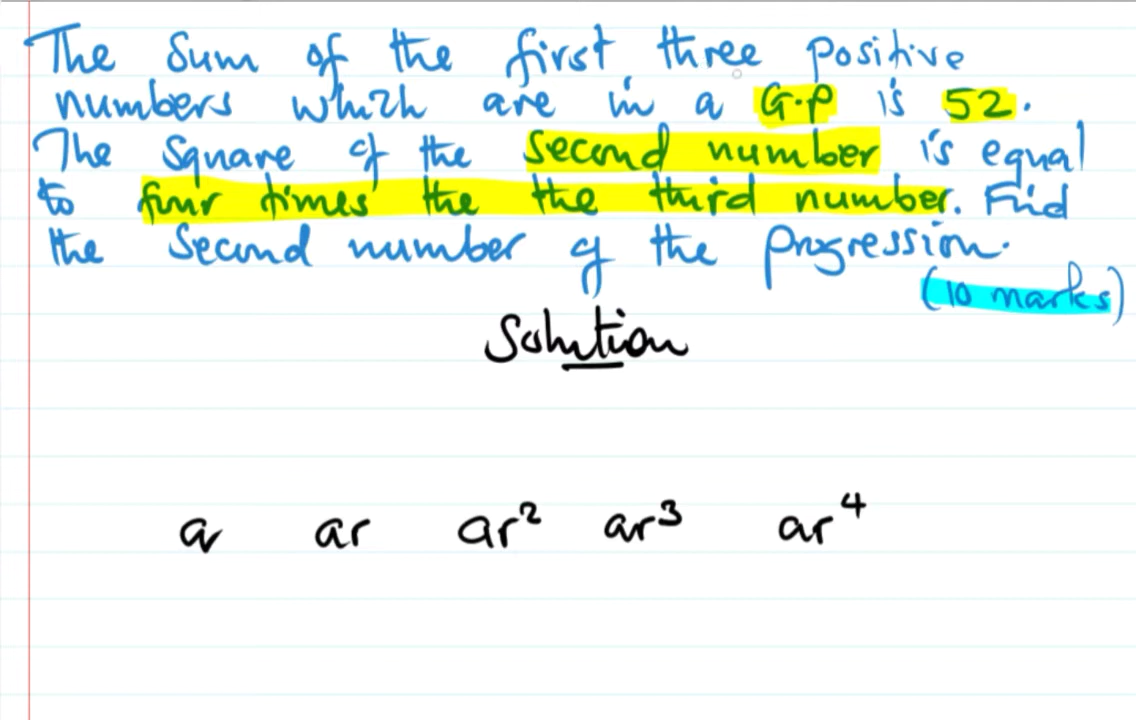 The Sum of the first three positive
numbers which are in a G.P is 52.
The Square of the second number is equal
to four times the the third number. Find
the Second number of the progression.
(10 marks)
Solution
a ar ar² ar³ ar⁴